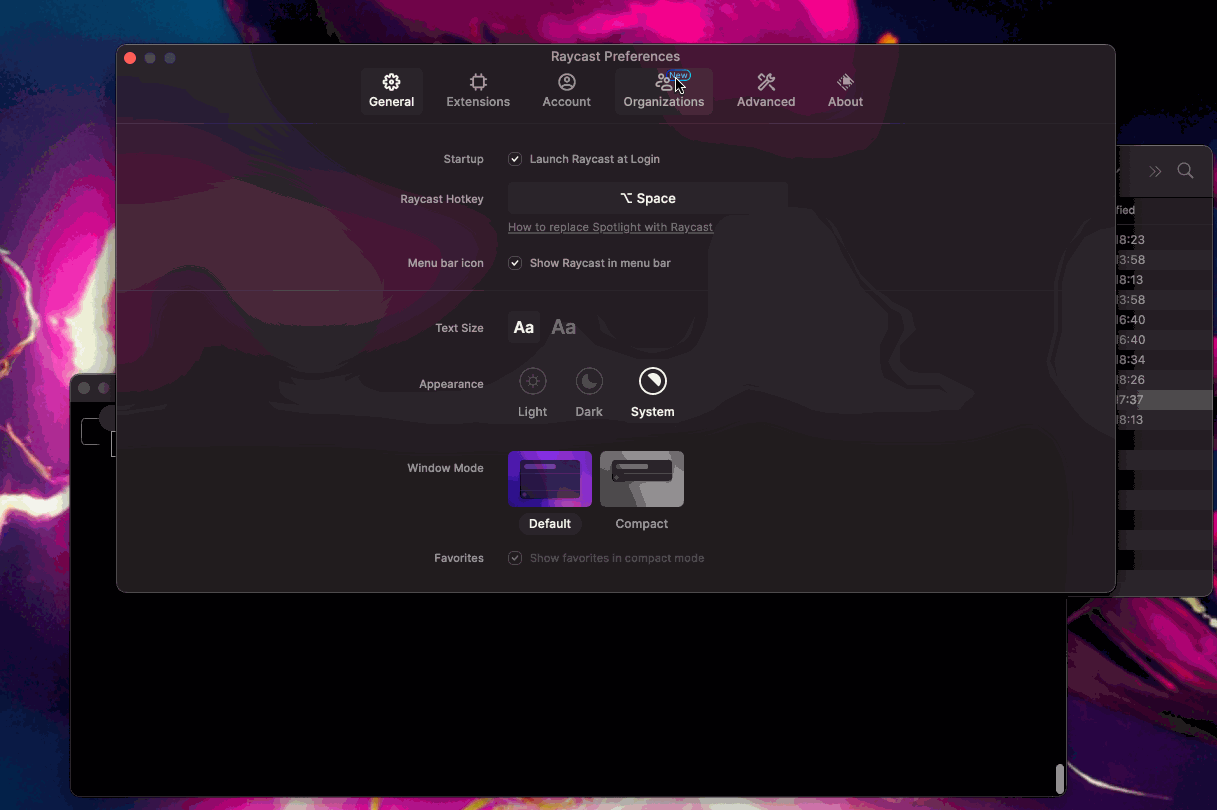 Raycast Preferences
New
General Extensions Account Organizations Advanced About
Startup Launch Raycast at Login
Raycast Hotkey ⌥ Space
How to replace Spotlight with Raycast
Menu bar icon Show Raycast in menu bar
Text Size Aa Aa
Appearance
Light Dark System
Window Mode
Default Compact
Favorites Show favorites in compact mode
fied
18:23
13:58
18:13
13:58
16:40
16:40
18:34
18:26
17:37
18:13